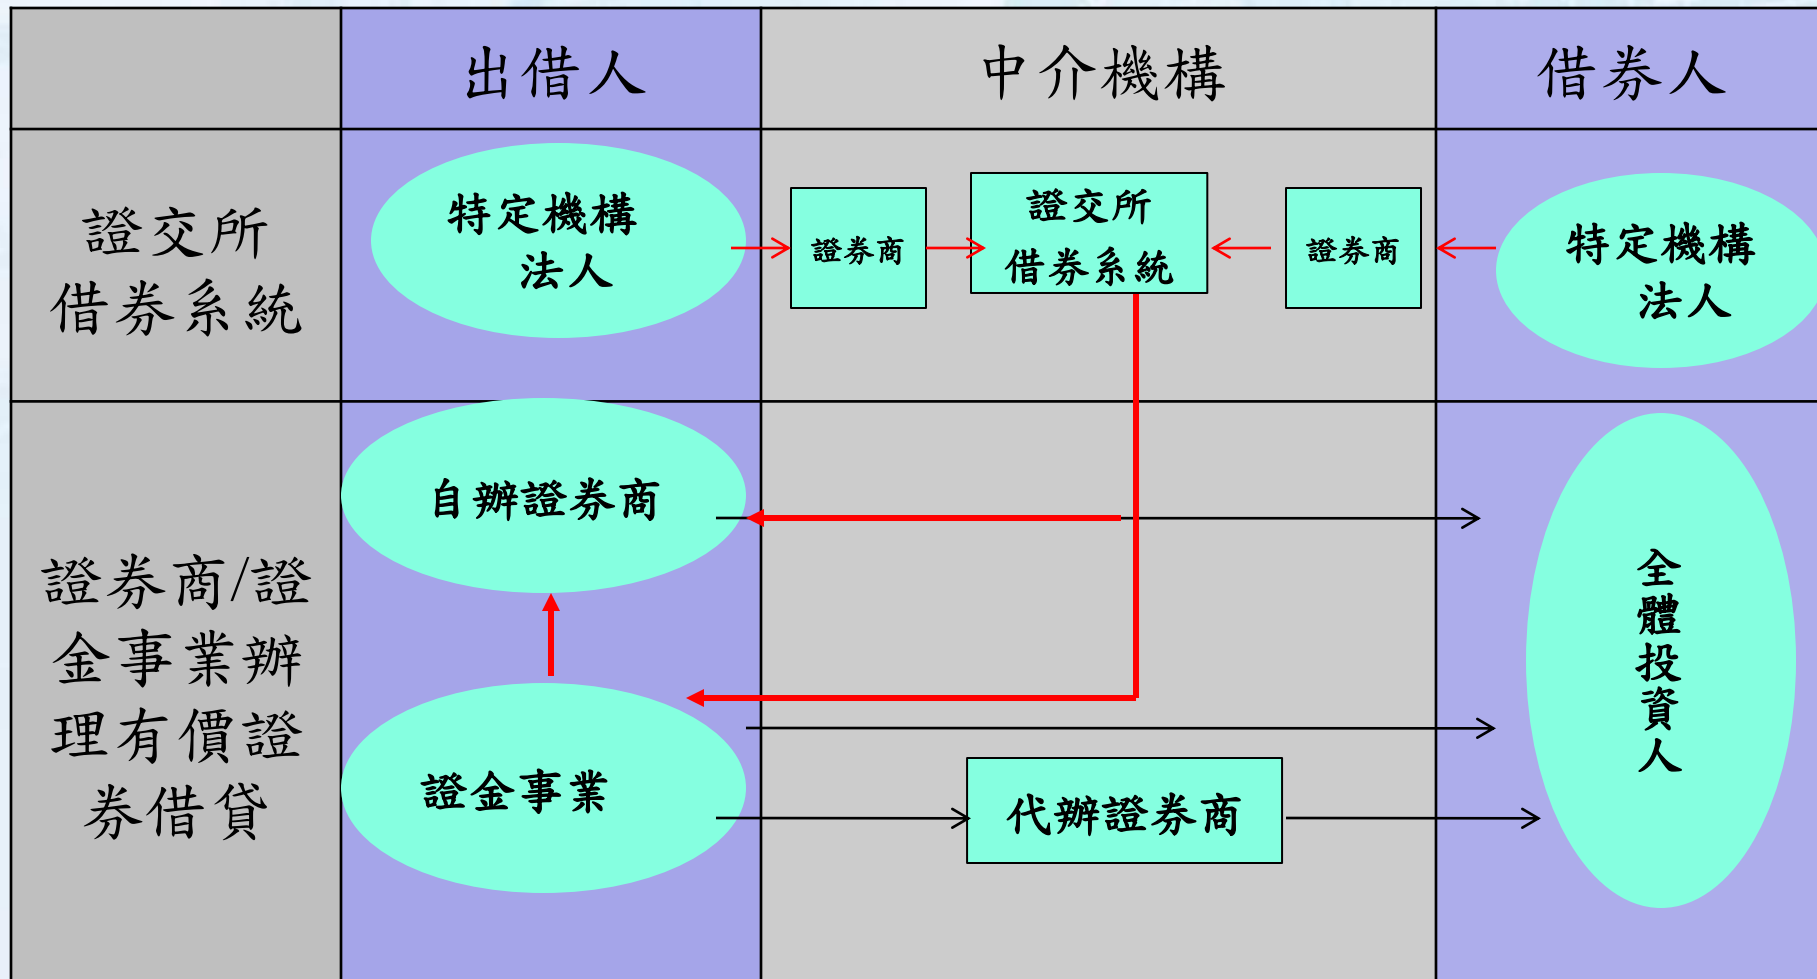 出借人
中介機構
借券人
證交所
借券系統
特定機構
法人
證券商
證交所
借券系統
證券商
特定機構
法人
證券商/證
金事業辦
理有價證
券借貸
自辦證券商
證金事業
代辦證券商
全
體
投
資
人